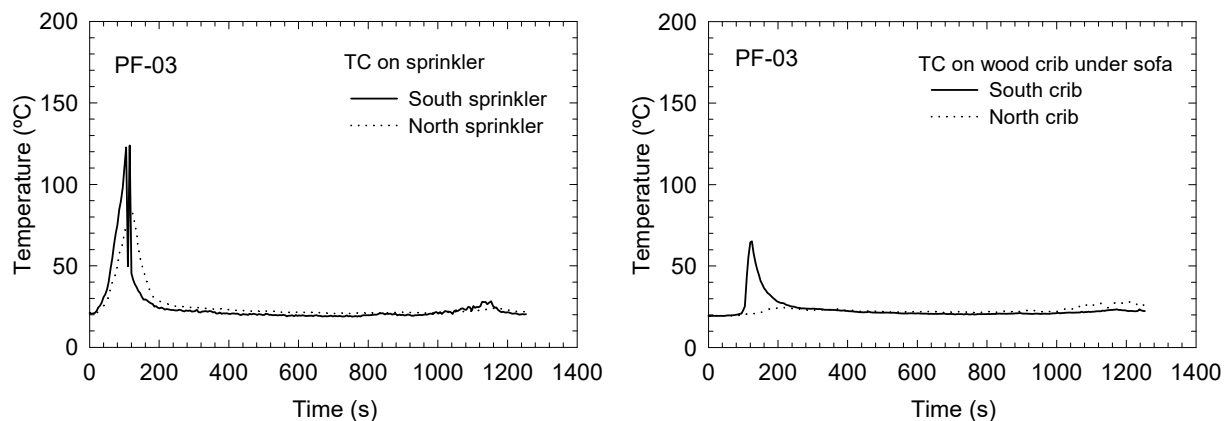 200
150
100
50
0
Temperature (ºC)
PF-03
TC on sprinkler
South sprinkler
North sprinkler
0 200 400 600 800 1000 1200 1400
Time (s)
200
150
100
50
0
Temperature (ºC)
PF-03
TC on wood crib under sofa
South crib
North crib
0 200 400 600 800 1000 1200 1400
Time (s)